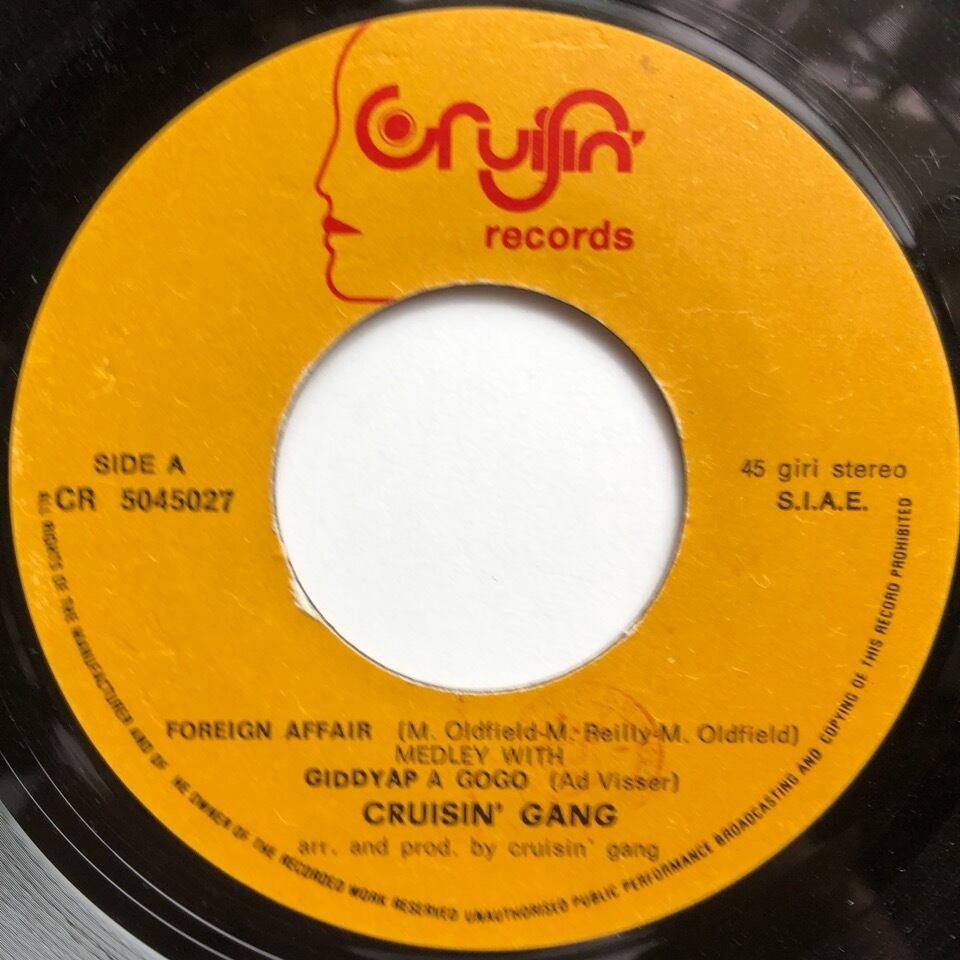 Cruisin'
records
SIDE A
CR 5045027
45 giri stereo
S.I.A.E.
FOREIGN AFFAIR (M. Oldfield-M. Reilly-M. Oldfield)
MEDLEY WITH
GIDDYAP A GOGO (Ad Visser)
CRUISIN' GANG
arr. and prod. by cruisin' gang
ALL RIGHTS OF THE MANUFACTURER AND OF HE OWNER OF THE RECORDED WORK RESERVED UNAUTHORISED PUBLIC PERFORMANCE BROADCASTING AND COPYING OF THIS RECORD PROHIBITED